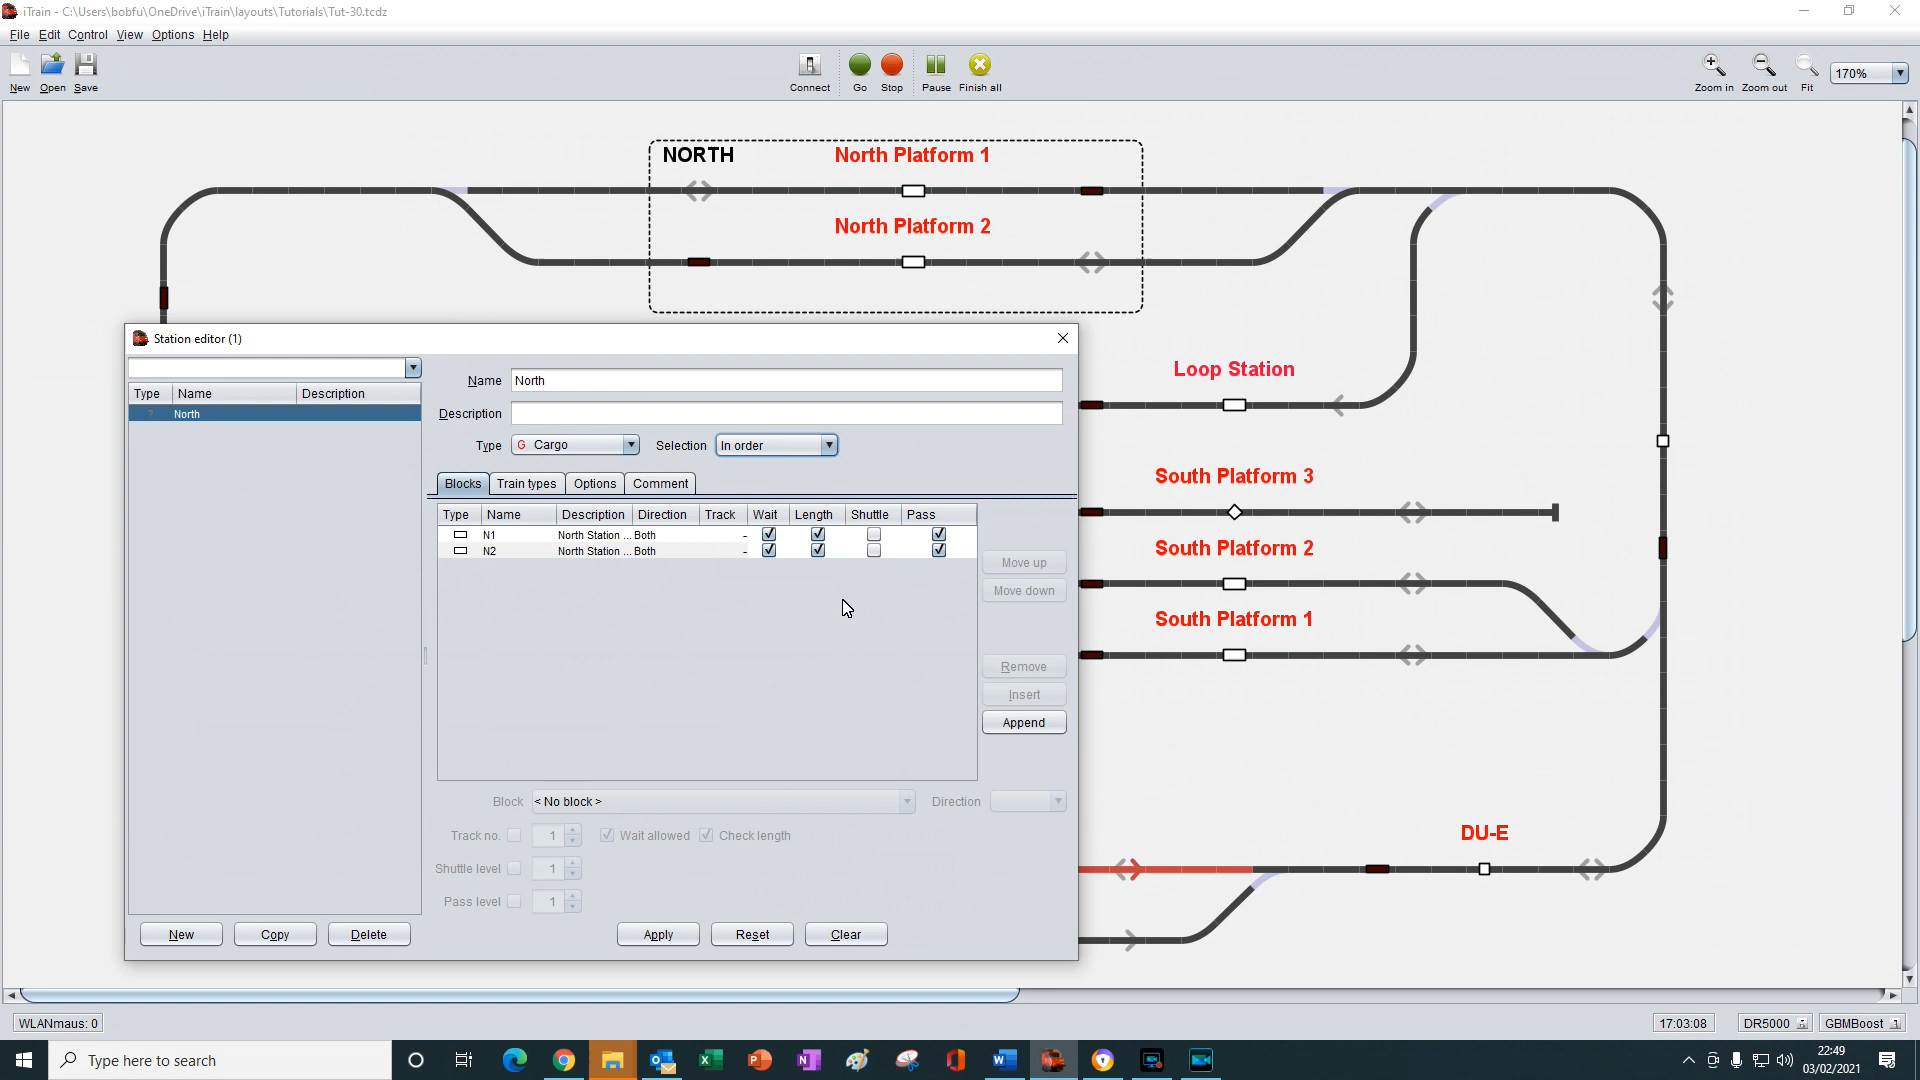 iTrain - C:\Users\bobfu\OneDrive\iTrain\layouts\Tutorials\Tut-30.tcdz
File Edit Control View Options Help
New Open Save Connect Go Stop Pause Finish all Zoom in Zoom out Fit 170%
NORTH North Platform 1
North Platform 2
Station editor (1)
Loop Station
Name North
Type Name Description
North
Description
Type G Cargo Selection In order
Blocks Train types Options Comment
South Platform 3
Type Name Description Direction Track Wait Length Shuttle Pass
N1 North Station ... Both -
N2 North Station ... Both -
South Platform 2
Move up
Move down
South Platform 1
Remove
Insert
Append
Block < No block > Direction
Track no. 1 Wait allowed Check length
DU-E
Shuttle level 1
Pass level 1
New Copy Delete Apply Reset Clear
WLANmaus: 0 17:03:08 DR5000 GBMBoost
Type here to search
22:49
03/02/2021